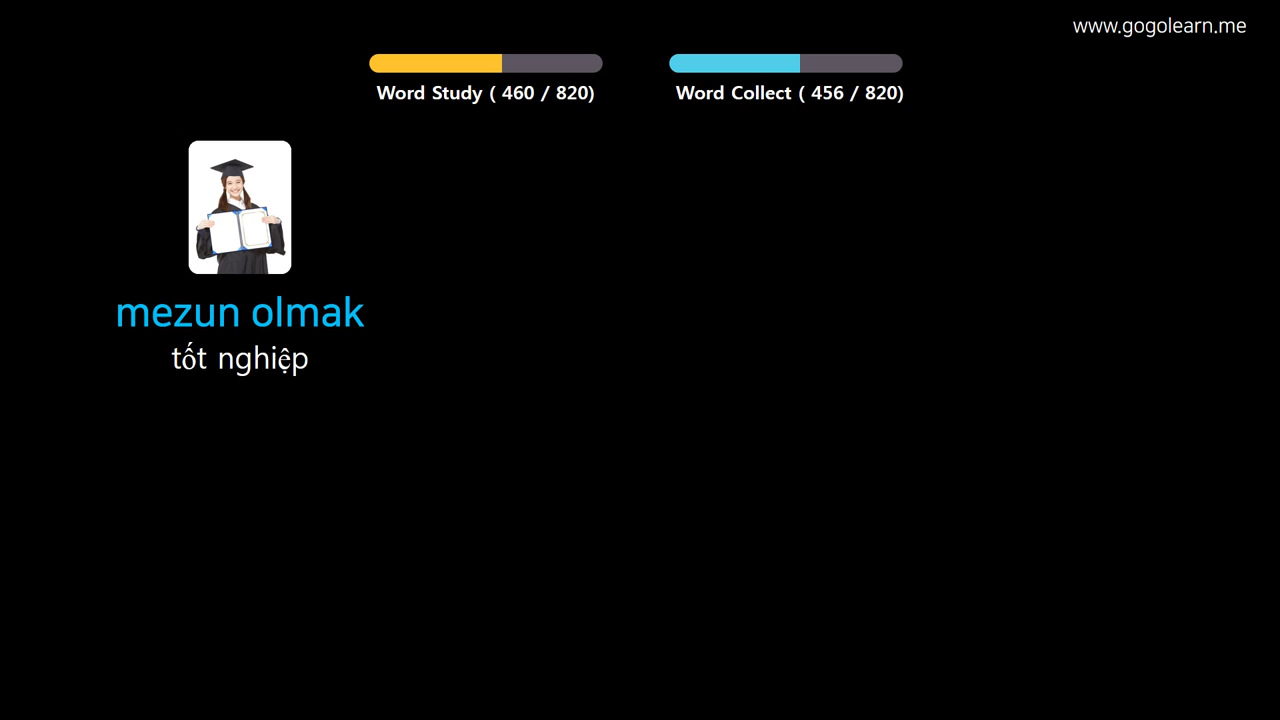 www.gogolearn.me
Word Study ( 460 / 820)
Word Collect ( 456 / 820)
mezun olmak
tốt nghiệp